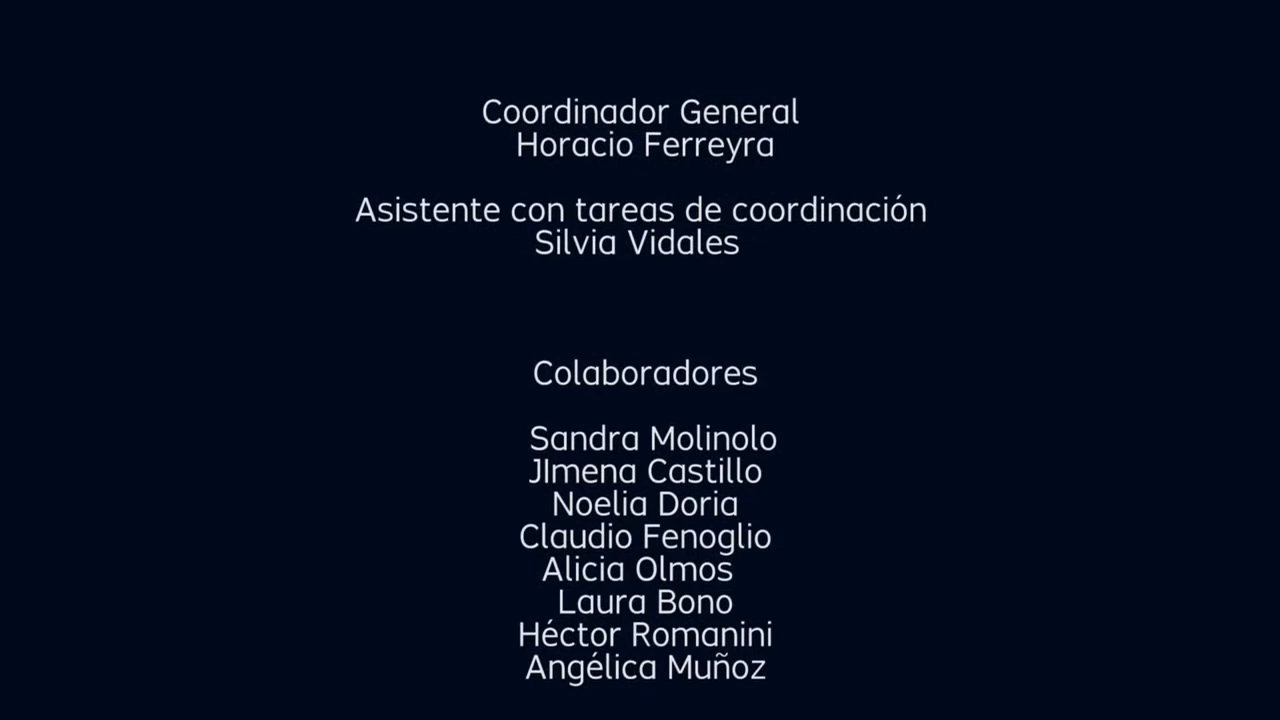 Coordinador General
Horacio Ferreyra
Asistente con tareas de coordinación
Silvia Vidales
Colaboradores
Sandra Molinolo
JImena Castillo
Noelia Doria
Claudio Fenoglio
Alicia Olmos
Laura Bono
Héctor Romanini
Angélica Muñoz